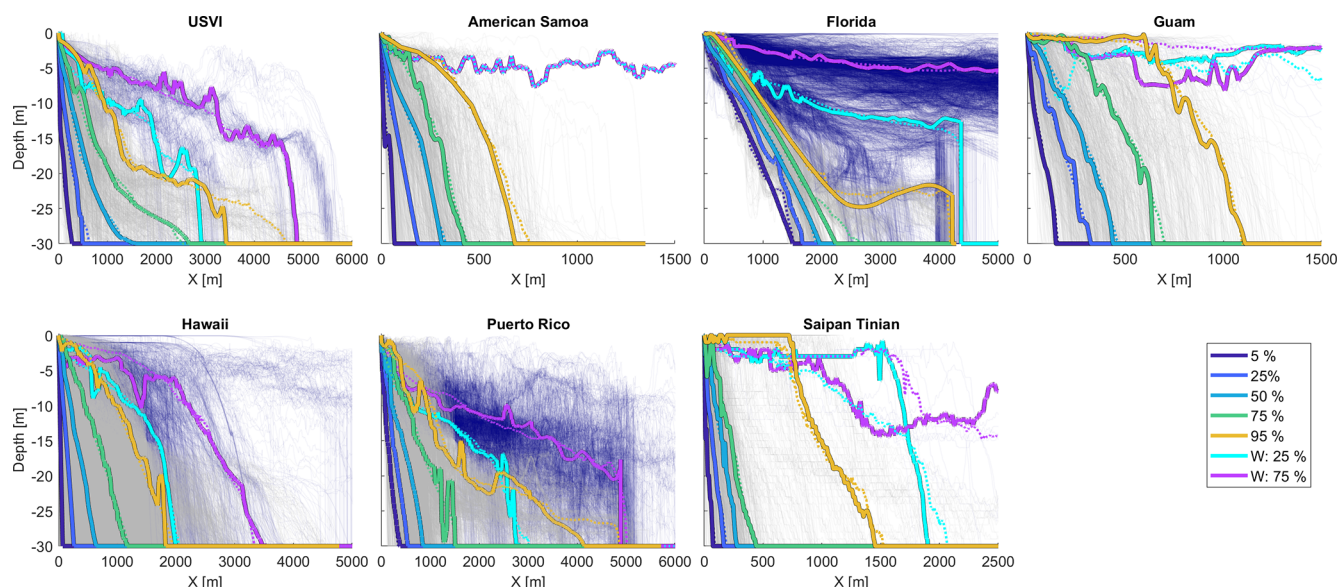 USVI
American Samoa
Florida
Guam
0
-5
-10
-15
-20
-25
-30
Depth [m]
0 1000 2000 3000 4000 5000 6000
X [m]
0 500 1000 1500
X [m]
0 1000 2000 3000 4000 5000
X [m]
0 500 1000 1500
X [m]
Hawaii
Puerto Rico
Saipan Tinian
0
-5
-10
-15
-20
-25
-30
Depth [m]
0 1000 2000 3000 4000 5000
X [m]
0 1000 2000 3000 4000 5000 6000
X [m]
0 500 1000 1500 2000 2500
X [m]
5 %
25%
50 %
75 %
95 %
W: 25 %
W: 75 %